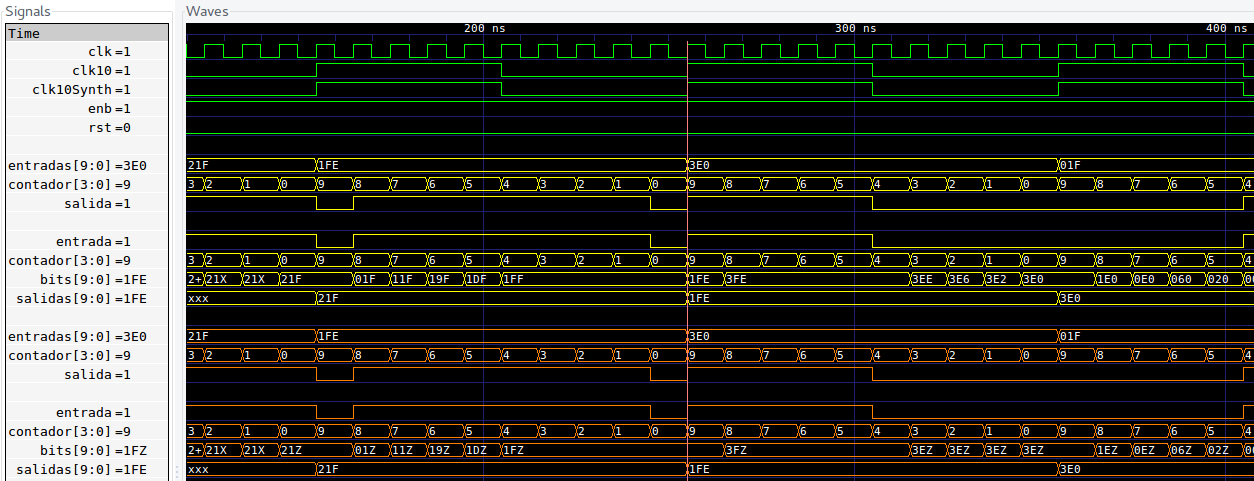 Signals
Waves
Time
200 ns 300 ns 400 ns
clk=1
clk10=1
clk10Synth=1
enb=1
rst=0
entradas[9:0]=3E0 21F 1FE 3E0 01F
contador[3:0]=9 3 2 1 0 9 8 7 6 5 4 3 2 1 0 9 8 7 6 5 4 3 2 1 0 9 8 7 6 5 4
salida=1
entrada=1
contador[3:0]=9 3 2 1 0 9 8 7 6 5 4 3 2 1 0 9 8 7 6 5 4 3 2 1 0 9 8 7 6 5 4
bits[9:0]=1FE 2+ 21X 21X 21F 01F 11F 19F 1DF 1FF 1FE 3FE 3EE 3E6 3E2 3E0 1E0 0E0 060 020
salidas[9:0]=1FE xxx 21F 1FE 3E0
entradas[9:0]=3E0 21F 1FE 3E0 01F
contador[3:0]=9 3 2 1 0 9 8 7 6 5 4 3 2 1 0 9 8 7 6 5 4 3 2 1 0 9 8 7 6 5 4
salida=1
entrada=1
contador[3:0]=9 3 2 1 0 9 8 7 6 5 4 3 2 1 0 9 8 7 6 5 4 3 2 1 0 9 8 7 6 5 4
bits[9:0]=1FZ 2+ 21X 21X 21Z 01Z 11Z 19Z 1DZ 1FZ 3FZ 3EZ 3EZ 3EZ 3EZ 1EZ 0EZ 06Z 02Z
salidas[9:0]=1FE xxx 21F 1FE 3E0